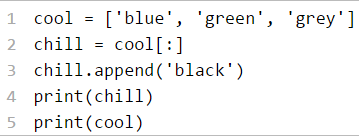 1 cool = ['blue', 'green', 'grey']
2 chill = cool[:]
3 chill.append('black')
4 print(chill)
5 print(cool)